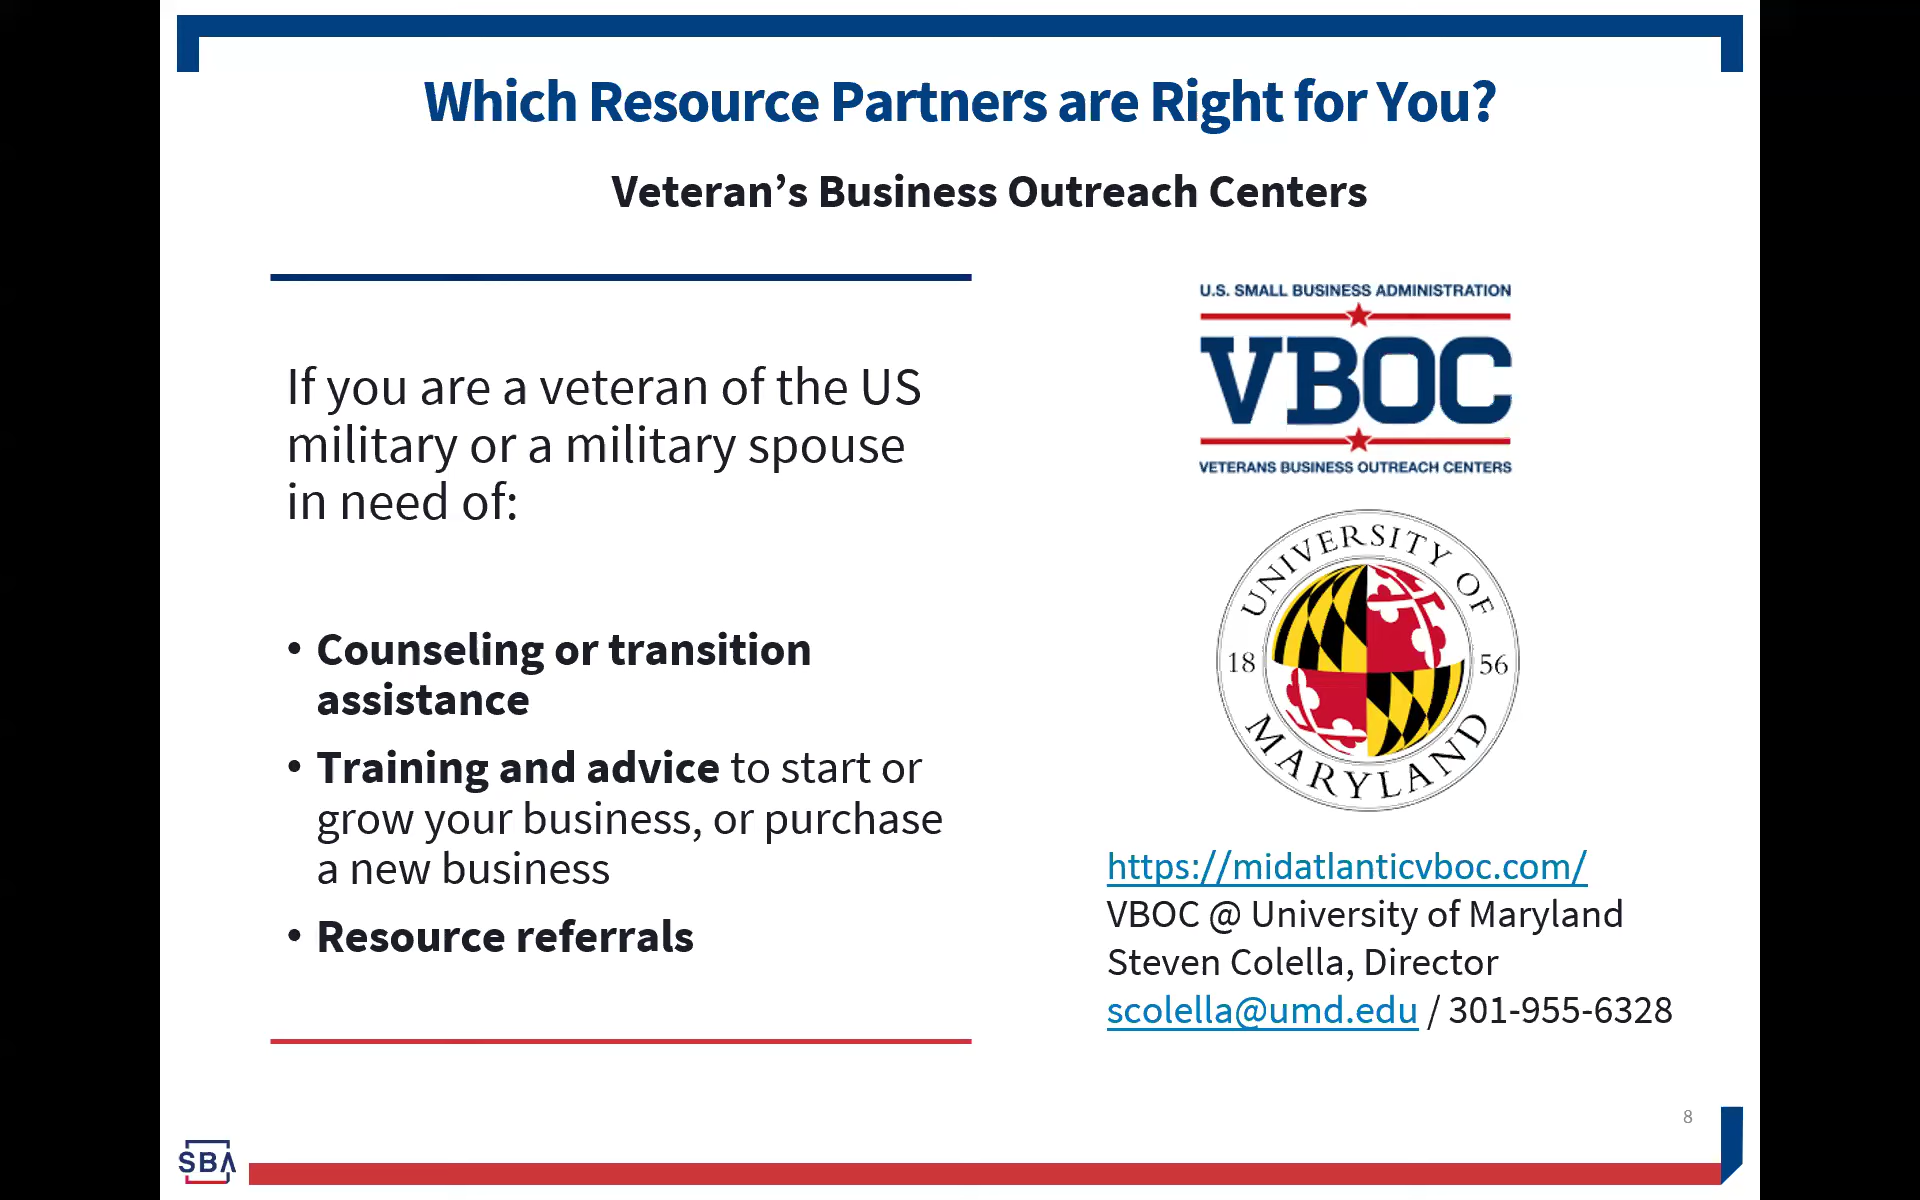 Which Resource Partners are Right for You?
Veteran’s Business Outreach Centers
If you are a veteran of the US
military or a military spouse
in need of:
• Counseling or transition
assistance
• Training and advice to start or
grow your business, or purchase
a new business
• Resource referrals
U.S. SMALL BUSINESS ADMINISTRATION
VBOC
VETERANS BUSINESS OUTREACH CENTERS
UNIVERSITY OF
18 56
MARYLAND
https://midatlanticvboc.com/
VBOC @ University of Maryland
Steven Colella, Director
scolella@umd.edu / 301-955-6328
8
SBA